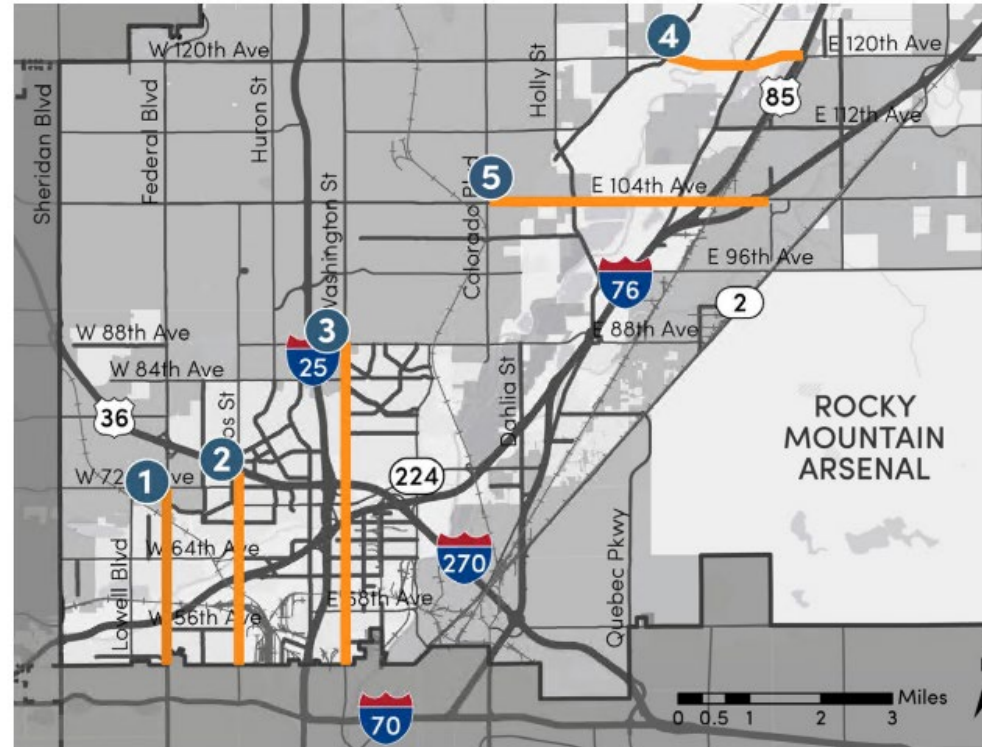 W 120th Ave
4
E 120th Ave
Sheridan Blvd
Federal Blvd
Huron St
Holly St
85
E 112th Ave
Washington St
Colorado
5
E 104th Ave
E 96th Ave
76
2
W 88th Ave
3
E 88th Ave
25
W 84th Ave
36
Dahlia St
ROCKY
MOUNTAIN
ARSENAL
2
W 72
1
224
W 64th Ave
270
Lowell Blvd
W 56th Ave
Quebec Pkwy
70
Miles
0 0.5 1 2 3